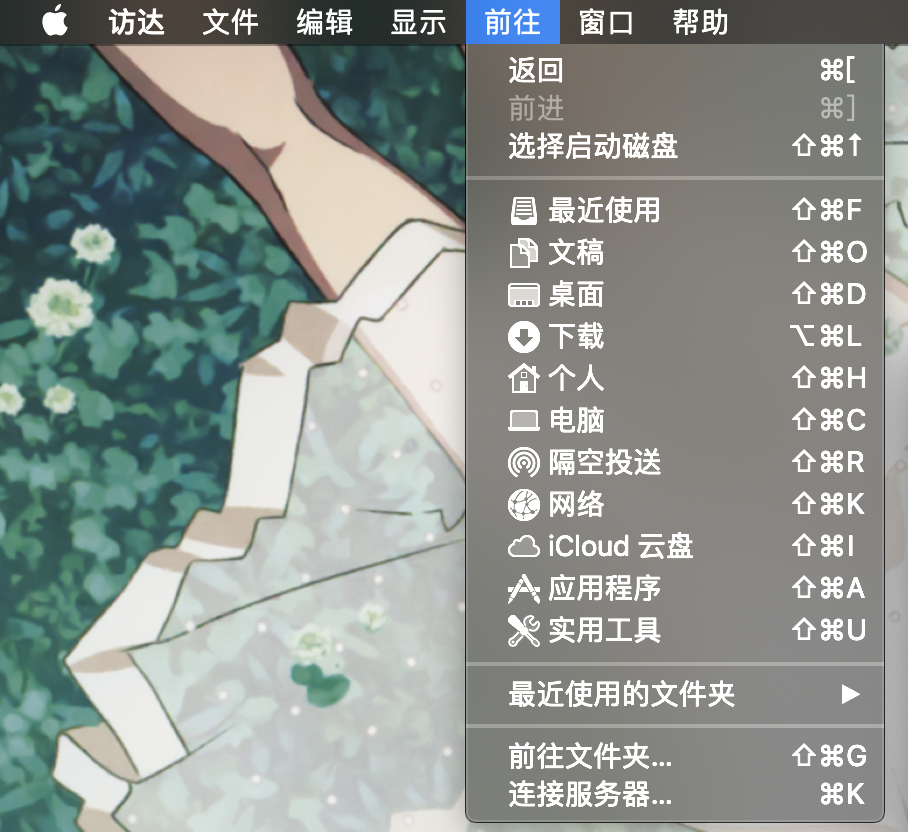 访达 文件 编辑 显示 前往 窗口 帮助
返回 ⌘[
前进 ⌘]
选择启动磁盘 ⇧⌘↑
最近使用 ⇧⌘F
文稿 ⇧⌘O
桌面 ⇧⌘D
下载 ⌥⌘L
个人 ⇧⌘H
电脑 ⇧⌘C
隔空投送 ⇧⌘R
网络 ⇧⌘K
iCloud 云盘 ⇧⌘I
应用程序 ⇧⌘A
实用工具 ⇧⌘U
最近使用的文件夹 ▶
前往文件夹... ⇧⌘G
连接服务器... ⌘K